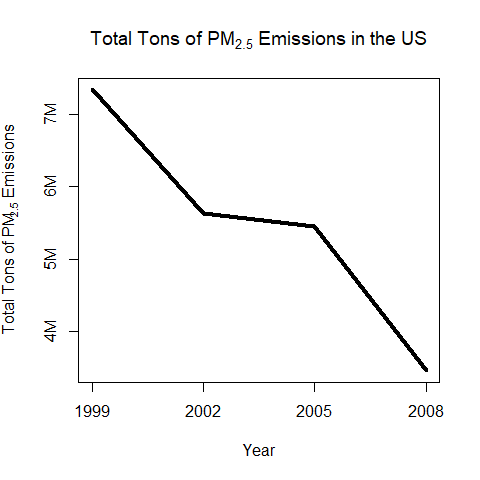 Total Tons of PM2.5 Emissions in the US
Total Tons of PM2.5 Emissions
7M
6M
5M
4M
1999 2002 2005 2008
Year